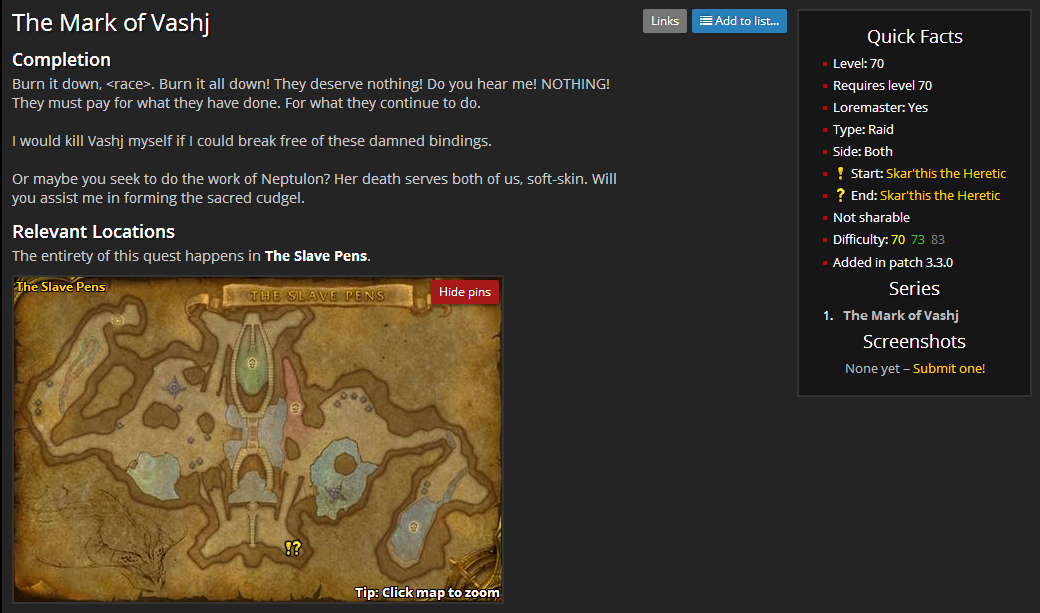 The Mark of Vashj
Links
Add to list...
Completion
Burn it down, <race>. Burn it all down! They deserve nothing! Do you hear me! NOTHING!
They must pay for what they have done. For what they continue to do.
I would kill Vashj myself if I could break free of these damned bindings.
Or maybe you seek to do the work of Neptulon? Her death serves both of us, soft-skin. Will
you assist me in forming the sacred cudgel.
Relevant Locations
The entirety of this quest happens in The Slave Pens.
The Slave Pens
THE SLAVE PENS
Hide pins
!?
Tip: Click map to zoom
Quick Facts
Level: 70
Requires level 70
Loremaster: Yes
Type: Raid
Side: Both
! Start: Skar'this the Heretic
? End: Skar'this the Heretic
Not sharable
Difficulty: 70 73 83
Added in patch 3.3.0
Series
1. The Mark of Vashj
Screenshots
None yet – Submit one!